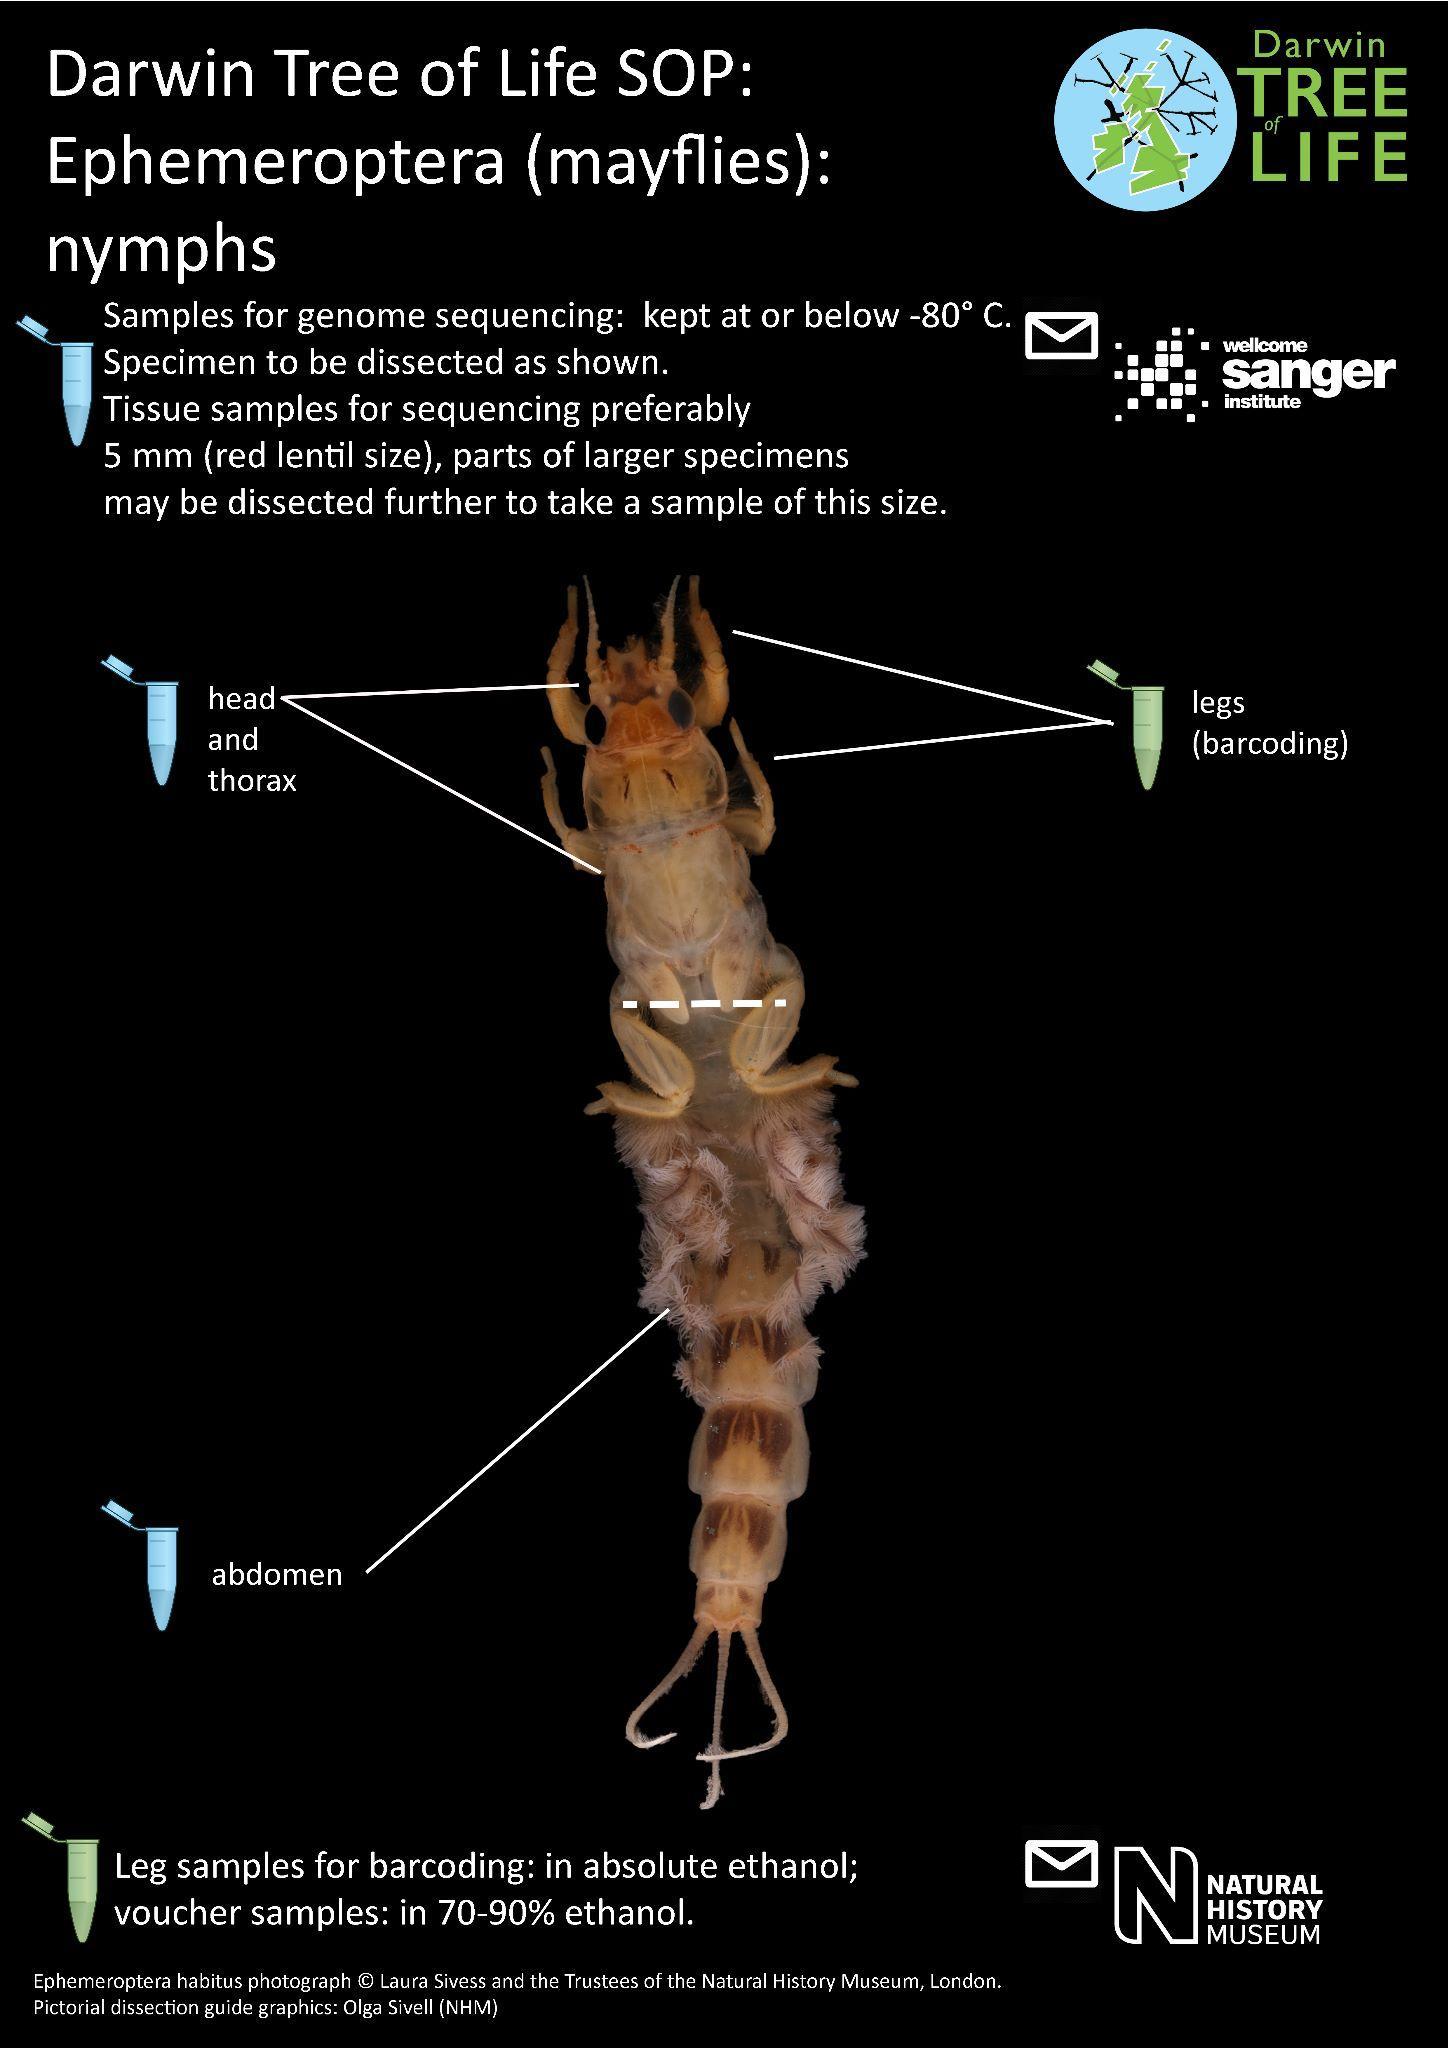 Darwin Tree of Life SOP:
Ephemeroptera (mayflies):
nymphs
Darwin
TREE
of
LIFE
Samples for genome sequencing:  kept at or below -80° C.
Specimen to be dissected as shown.
Tissue samples for sequencing preferably
5 mm (red lentil size), parts of larger specimens
may be dissected further to take a sample of this size.
wellcome
sanger
institute
head
and
thorax
legs
(barcoding)
abdomen
Leg samples for barcoding: in absolute ethanol;
voucher samples: in 70-90% ethanol.
N
NATURAL
HISTORY
MUSEUM
Ephemeroptera habitus photograph © Laura Sivess and the Trustees of the Natural History Museum, London.
Pictorial dissection guide graphics: Olga Sivell (NHM)